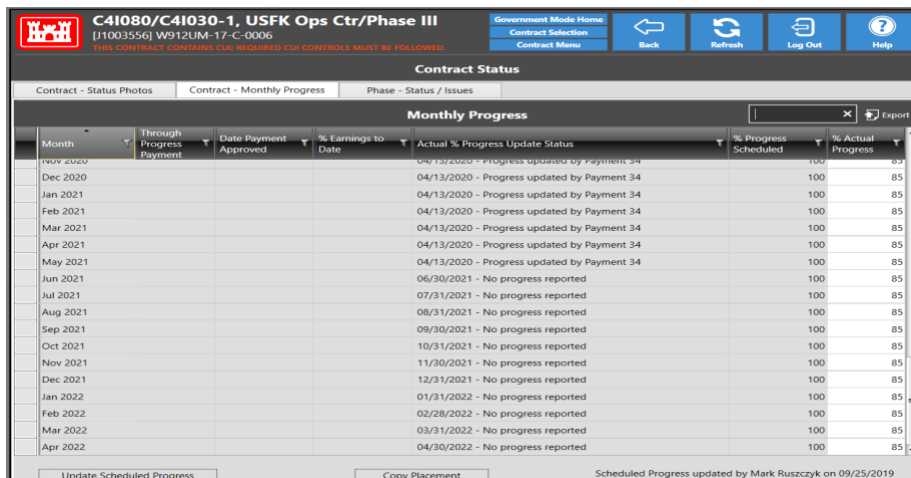 C4I080/C4I030-1, USFK Ops Ctr/Phase III
[J1003556] W912UM-17-C-0006
THIS CONTRACT CONTAINS CUI; REQUIRED CUI CONTROLS MUST BE FOLLOWED.
Government Mode Home
Contract Selection
Contract Menu
Back
Refresh
Log Out
Help
Contract Status
Contract - Status Photos
Contract - Monthly Progress
Phase - Status / Issues
Monthly Progress
Export
Month
Through Progress Payment
Date Payment Approved
% Earnings to Date
Actual % Progress Update Status
% Progress Scheduled
% Actual Progress
Nov 2020 04/13/2020 - Progress updated by Payment 34 100 85
Dec 2020 04/13/2020 - Progress updated by Payment 34 100 85
Jan 2021 04/13/2020 - Progress updated by Payment 34 100 85
Feb 2021 04/13/2020 - Progress updated by Payment 34 100 85
Mar 2021 04/13/2020 - Progress updated by Payment 34 100 85
Apr 2021 04/13/2020 - Progress updated by Payment 34 100 85
May 2021 04/13/2020 - Progress updated by Payment 34 100 85
Jun 2021 06/30/2021 - No progress reported 100 85
Jul 2021 07/31/2021 - No progress reported 100 85
Aug 2021 08/31/2021 - No progress reported 100 85
Sep 2021 09/30/2021 - No progress reported 100 85
Oct 2021 10/31/2021 - No progress reported 100 85
Nov 2021 11/30/2021 - No progress reported 100 85
Dec 2021 12/31/2021 - No progress reported 100 85
Jan 2022 01/31/2022 - No progress reported 100 85
Feb 2022 02/28/2022 - No progress reported 100 85
Mar 2022 03/31/2022 - No progress reported 100 85
Apr 2022 04/30/2022 - No progress reported 100 85
Update Scheduled Progress
Copy Placement
Scheduled Progress updated by Mark Ruszczyk on 09/25/2019